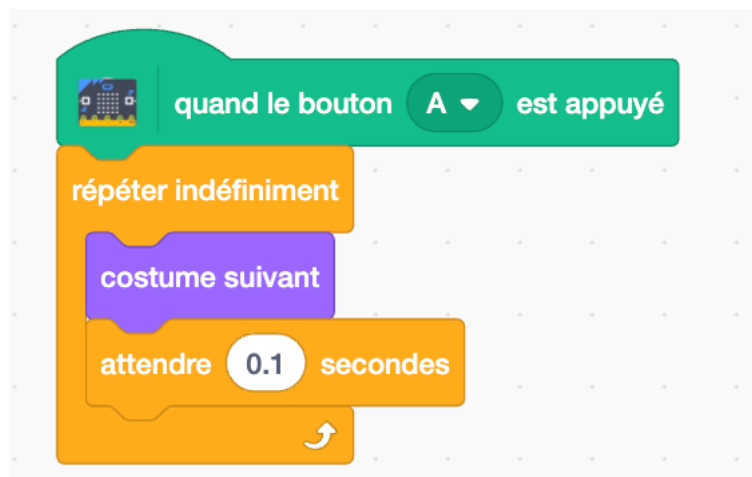 quand le bouton A est appuyé
répéter indéfiniment
costume suivant
attendre 0.1 secondes